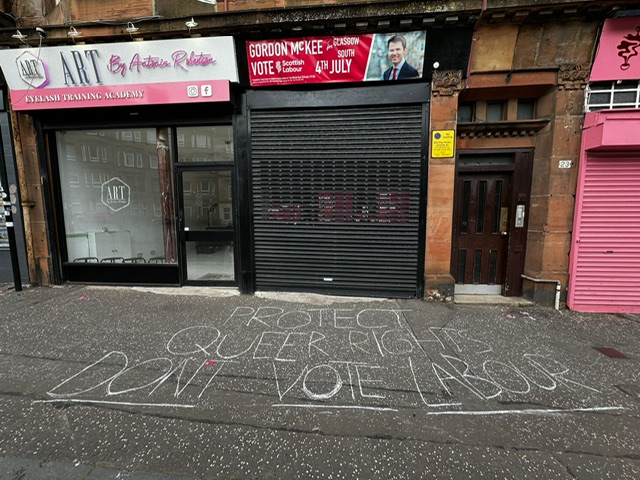 ART By Antonia Robertson
EYELASH TRAINING ACADEMY
ART
GORDON McKEE for GLASGOW SOUTH
VOTE Scottish Labour 4TH JULY
PROTECT
QUEER RIGHTS
DON'T VOTE LABOUR